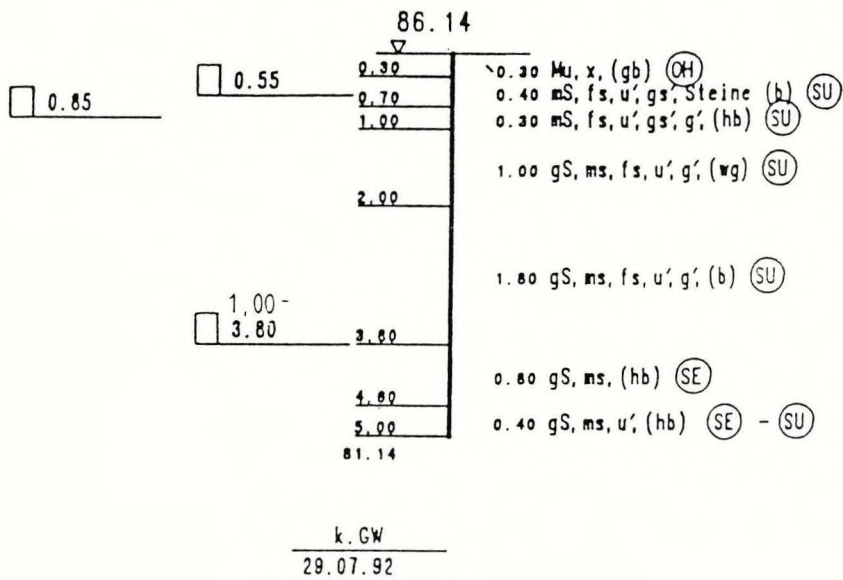 86.14
0,30 0.30 Mu, x, (gb) OH
0.55 0,70 0.40 mS, fs, u', gs', Steine (b) SU
0.85 1,00 0.30 mS, fs, u', gs', g', (hb) SU
1.00 gS, ms, fs, u', g', (wg) SU
2,00
1.80 gS, ms, fs, u', g', (b) SU
1,00 -
3.80 3,80
0.80 gS, ms, (hb) SE
4,60
5,00 0.40 gS, ms, u', (hb) SE - SU
81.14
k.GW
29.07.92